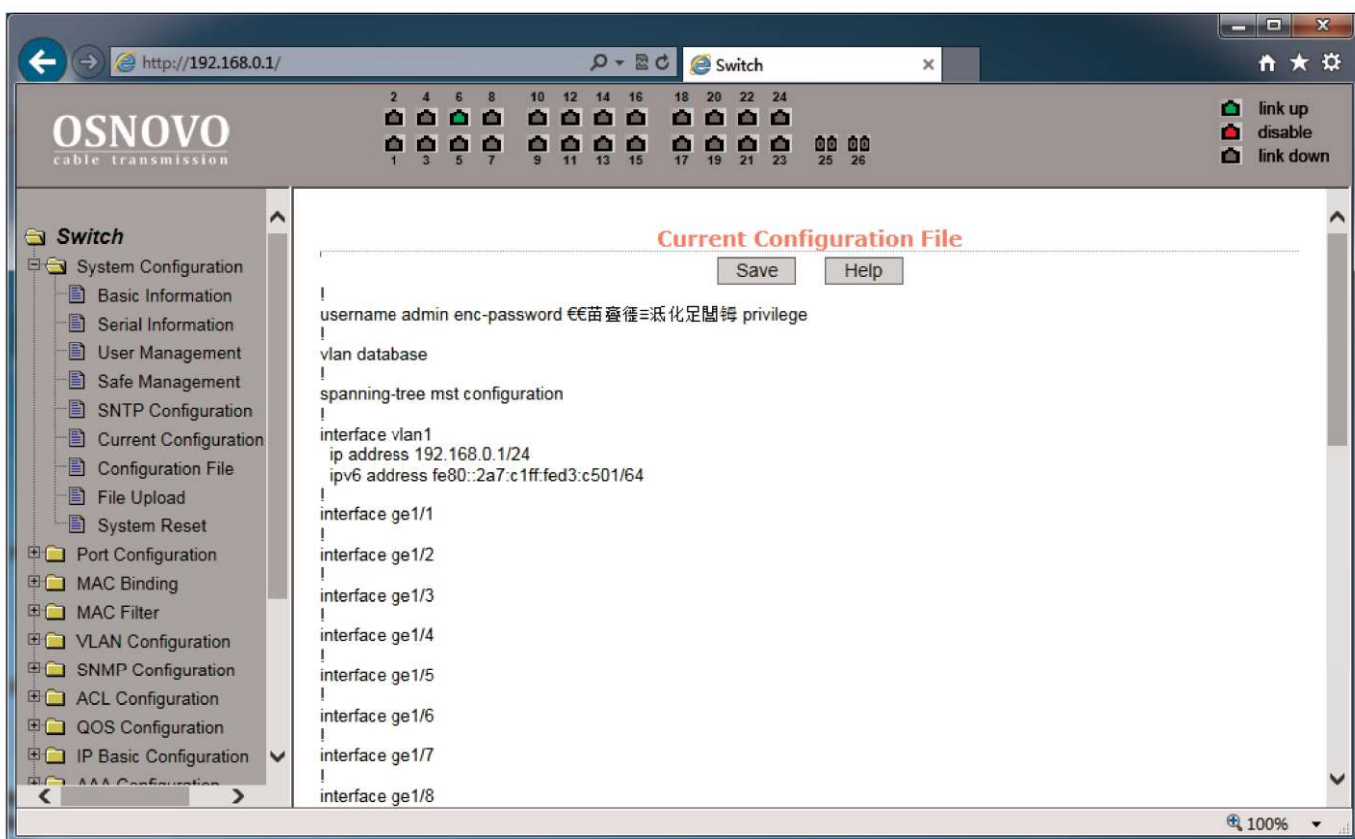 http://192.168.0.1/
Switch
OSNOVO
cable transmission
2 4 6 8 10 12 14 16 18 20 22 24
1 3 5 7 9 11 13 15 17 19 21 23 25 26
link up
disable
link down
Switch
System Configuration
Basic Information
Serial Information
User Management
Safe Management
SNTP Configuration
Current Configuration
Configuration File
File Upload
System Reset
Port Configuration
MAC Binding
MAC Filter
VLAN Configuration
SNMP Configuration
ACL Configuration
QOS Configuration
IP Basic Configuration
AAA Configuration
Current Configuration File
Save Help
!
username admin enc-password privilege
!
vlan database
!
spanning-tree mst configuration
!
interface vlan1
ip address 192.168.0.1/24
ipv6 address fe80::2a7:c1ff:fed3:c501/64
!
interface ge1/1
!
interface ge1/2
!
interface ge1/3
!
interface ge1/4
!
interface ge1/5
!
interface ge1/6
!
interface ge1/7
!
interface ge1/8
100%